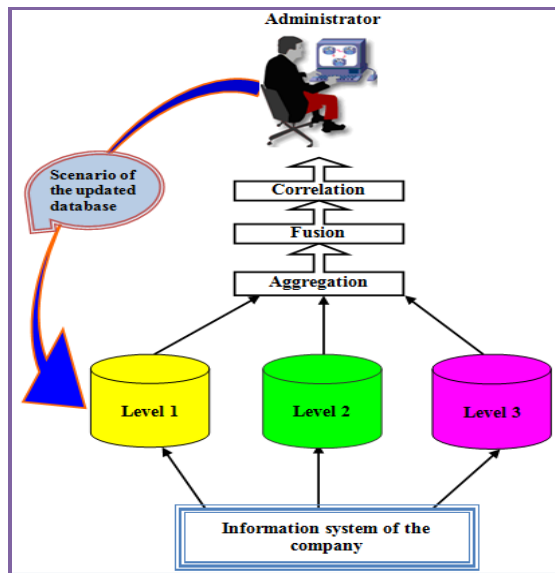 Administrator
Scenario of
the updated
database
Correlation
Fusion
Aggregation
Level 1
Level 2
Level 3
Information system of the
company